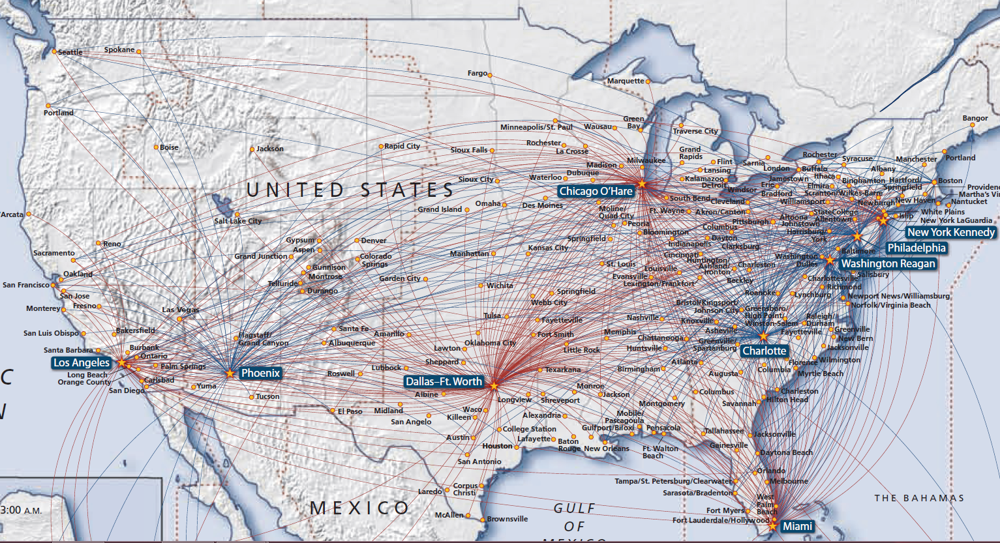 Seattle
Spokane
Fargo
Marquette
Portland
Bangor
Minneapolis/St. Paul
Wausau
Green
Bay
Traverse City
Boise
Jackson
Rapid City
Sioux Falls
Rochester
La Crosse
Madison
Milwaukee
Grand
Rapids
Flint
Lansing
Sarnia
London
Rochester
Buffalo
Syracuse
Manchester
Portland
Albany
Ithaca
Binghamton
Hartford/
Springfield
Boston
UNITED STATES
Sioux City
Waterloo
Dubuque
Chicago O’Hare
Kalamazoo
Detroit
Windsor
Jamestown
Erie
Bradford
Elmira
Scranton/Wilkes-Barre
Williamsport
Newburgh
New Haven
Providen
Martha’s Vi
Nantucket
/Arcata
Salt Lake City
Grand Island
Omaha
Des Moines
Moline/
Quad City
Peoria
South Bend
Ft. Wayne
Cleveland
Akron/Canton
Pittsburgh
Altoona
Johnstown
StateCollege
Allentown
Harrisburg/
York
Islip
White Plains
New York LaGuardia
New York Kennedy
Philadelphia
Washington Reagan
Baltimore
Washington
Dulles
Salisbury
Reno
Sacramento
Oakland
San Francisco
San Jose
Monterey
Fresno
Gypsum
Aspen
Grand Junction
Denver
Colorado
Springs
Gunnison
Montrose
Telluride
Durango
Manhattan
Kansas City
Garden City
Wichita
Springfield
Bloomington
Indianapolis
Columbus
Dayton
Clarksburg
Cincinnati
Huntington/
Ashland/
Ironton
Charleston
Beckley
St. Louis
Evansville
Louisville
Lexington/Frankfort
Springfield
Webb City
Charlottesville
Richmond
Lynchburg
Roanoke
Newport News/Williamsburg
Norfolk/Virginia Beach
Las Vegas
San Luis Obispo
Bakersfield
Santa Barbara
Burbank
Ontario
Los Angeles
Palm Springs
Long Beach
Orange County
Carlsbad
San Diego
Yuma
Flagstaff/
Grand Canyon
Phoenix
Tucson
Santa Fe
Albuquerque
Amarillo
Tulsa
Fayetteville
Oklahoma City
Fort Smith
Little Rock
Memphis
Nashville
Knoxville
Bristol/Kingsport/
Johnson City
Greensboro/
High Point/
Winston-Salem
Raleigh/
Durham
Fayetteville
Greenville
New Bern
Jacksonville
Wilmington
Asheville
Chattanooga
Greenville/
Spartanburg
Huntsville
Charlotte
Florence
Columbia
Myrtle Beach
Atlanta
Birmingham
Augusta
Lawton
Sheppard
Lubbock
Roswell
Dallas–Ft. Worth
Texarkana
Albine
Longview
Shreveport
Monroe
Jackson
Montgomery
Columbus
Savannah
Charleston
Hilton Head
El Paso
Midland
San Angelo
Waco
Killeen
Alexandria
Mobile/
Pascagoula
Gulfport/Biloxi
Pensacola
Tallahassee
Jacksonville
Austin
College Station
Lafayette
Baton
Rouge
New Orleans
Ft. Walton
Beach
Gainesville
Daytona Beach
Houston
San Antonio
Orlando
Melbourne
Tampa/St. Petersburg/Clearwater
Sarasota/Bradenton
Laredo
Corpus
Christi
West
Palm
Beach
Fort Myers
Fort Lauderdale/Hollywood
Miami
McAllen
Brownsville
MEXICO
GULF
OF
MEXICO
THE BAHAMAS
C
3:00 A.M.